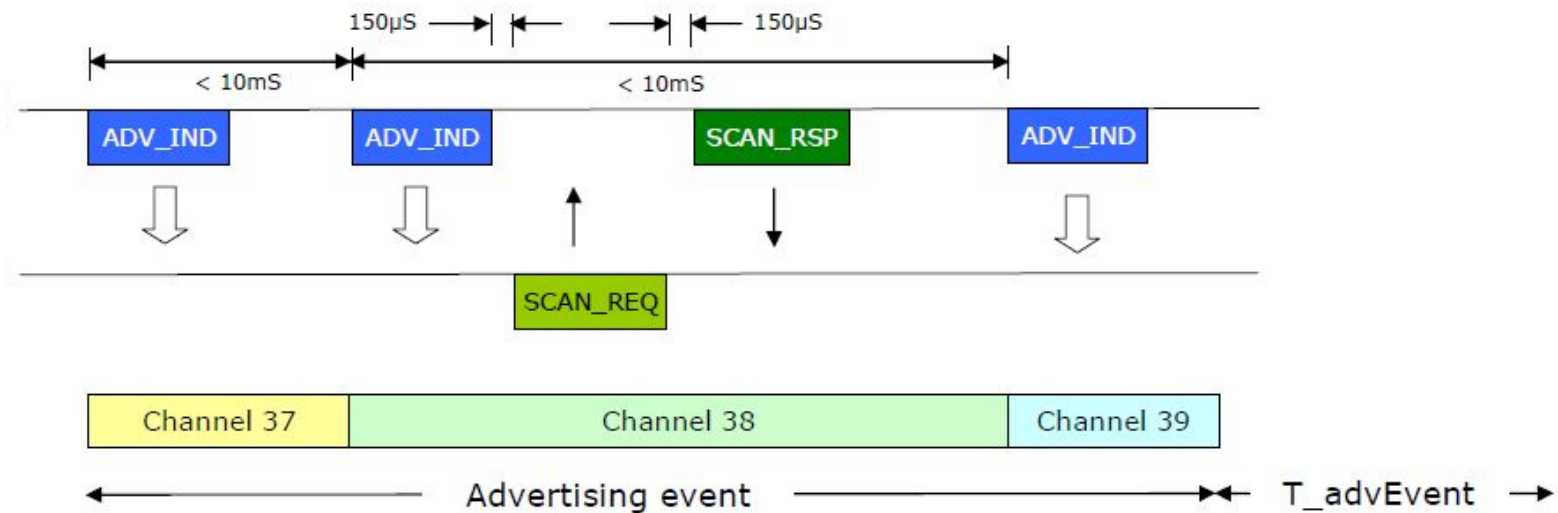 150µS 150µS
< 10mS < 10mS
ADV_IND ADV_IND SCAN_RSP ADV_IND
SCAN_REQ
Channel 37 Channel 38 Channel 39
Advertising event T_advEvent